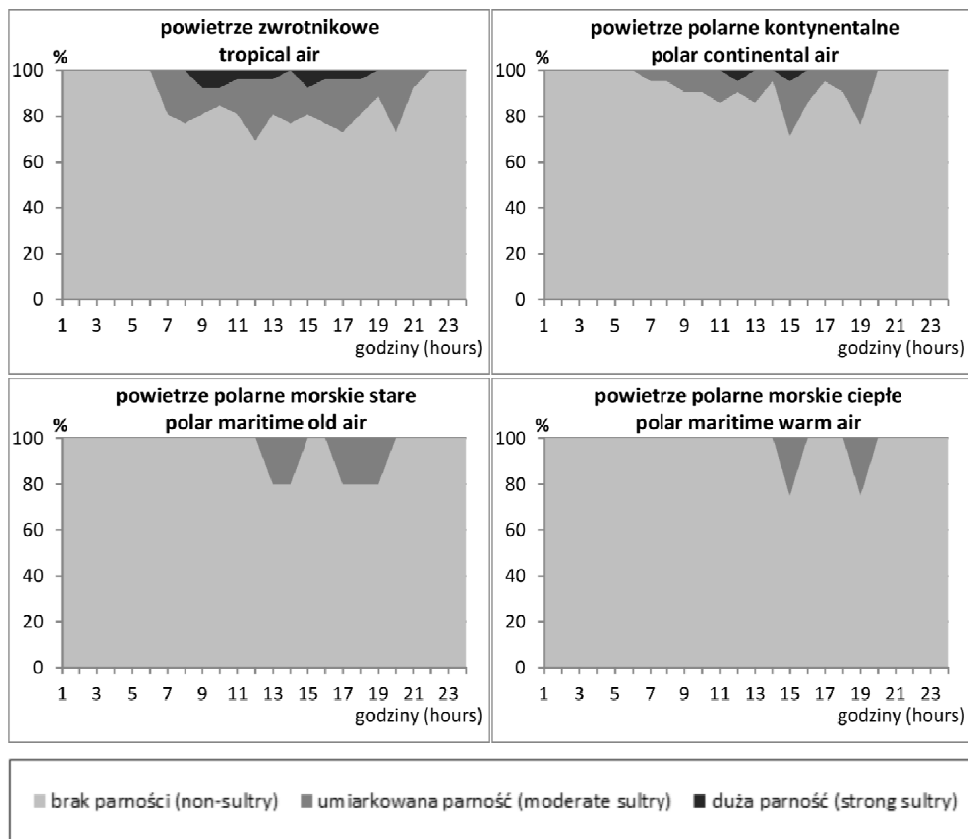 powietrze zwrotnikowe
tropical air
%
100
80
60
40
20
0
1 3 5 7 9 11 13 15 17 19 21 23
godziny (hours)
powietrze polarne kontynentalne
polar continental air
%
100
80
60
40
20
0
1 3 5 7 9 11 13 15 17 19 21 23
godziny (hours)
powietrze polarne morskie stare
polar maritime old air
%
100
80
60
40
20
0
1 3 5 7 9 11 13 15 17 19 21 23
godziny (hours)
powietrze polarne morskie ciepłe
polar maritime warm air
%
100
80
60
40
20
0
1 3 5 7 9 11 13 15 17 19 21 23
godziny (hours)
brak parności (non-sultry) umiarkowana parność (moderate sultry) duża parność (strong sultry)